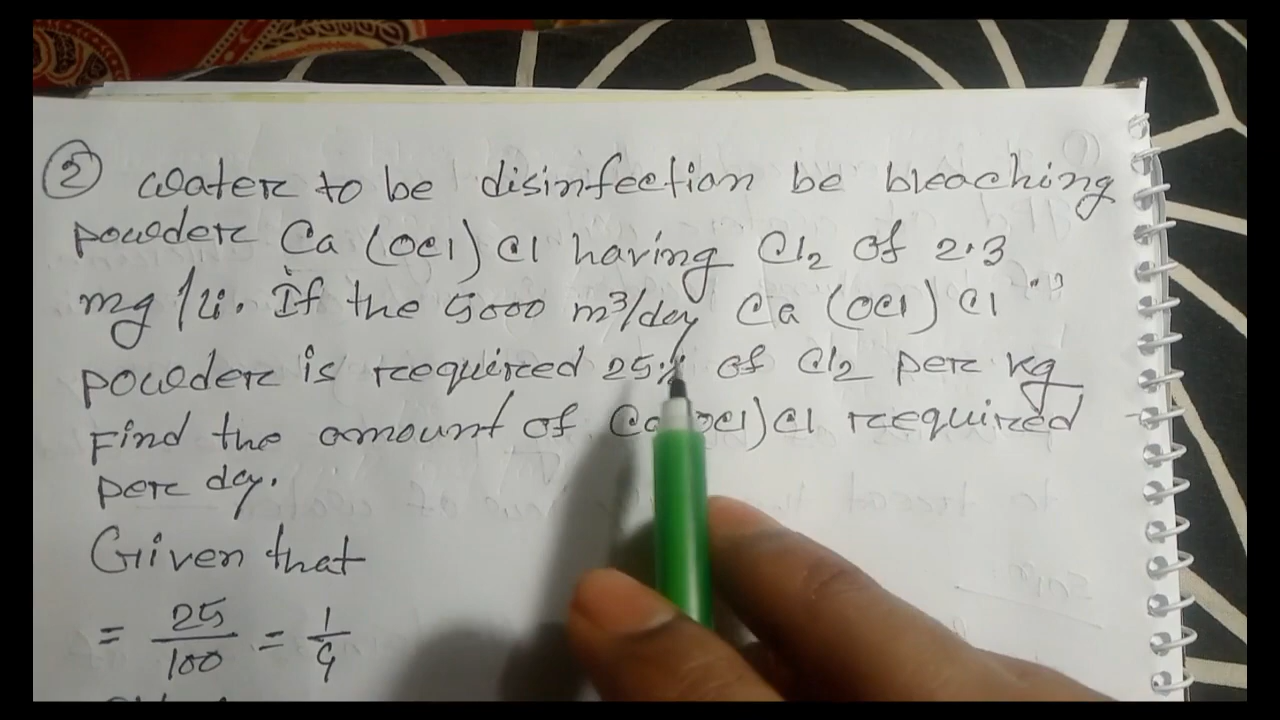 ② Water to be disinfection be bleaching
powder Ca (OCl) Cl having Cl₂ of 2.3
mg / li. If the 5000 m³/day Ca (OCl) Cl
powder is required 25% of Cl₂ per kg
Find the amount of Ca OCl) Cl required
per day.
Given that
= 25/100 = 1/4